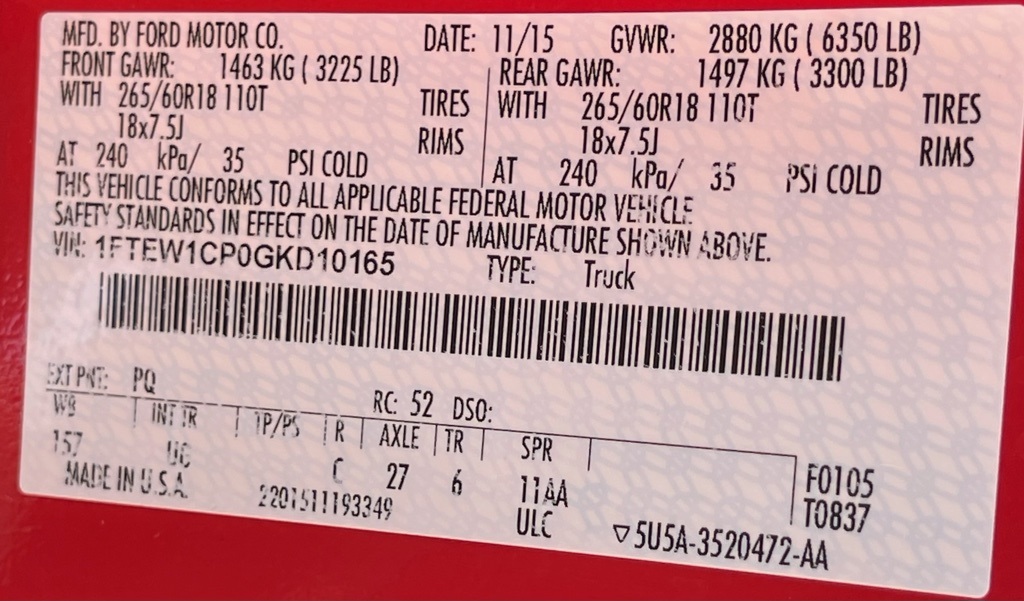 MFD. BY FORD MOTOR CO. DATE: 11/15 GVWR: 2880 KG ( 6350 LB)
FRONT GAWR: 1463 KG ( 3225 LB) REAR GAWR: 1497 KG ( 3300 LB)
WITH 265/60R18 110T TIRES WITH 265/60R18 110T TIRES
18x7.5J RIMS 18x7.5J RIMS
AT 240 kPa/ 35 PSI COLD AT 240 kPa/ 35 PSI COLD
THIS VEHICLE CONFORMS TO ALL APPLICABLE FEDERAL MOTOR VEHICLE
SAFETY STANDARDS IN EFFECT ON THE DATE OF MANUFACTURE SHOWN ABOVE.
VIN: 1FTEW1CP0GKD10165 TYPE: Truck
EXT PNT: PQ RC: 52 DSO:
WB INT TR TP/PS R AXLE TR SPR
157 UG C 27 6 11AA F0105
MADE IN U.S.A. 2201511193349 ULC T0837
▽5U5A-3520472-AA